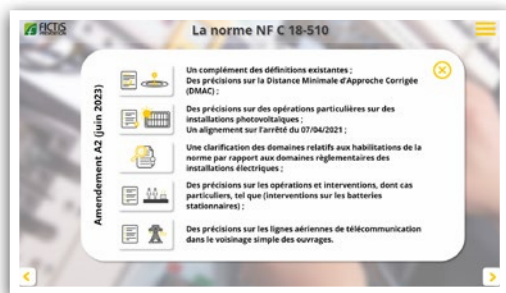 FICTIS
La norme NF C 18-510
Amendement A2 (juin 2023)
Un complément des définitions existantes ;
Des précisions sur la Distance Minimale d'Approche Corrigée
(DMAC) ;
Des précisions sur des opérations particulières sur des
installations photovoltaïques ;
Un alignement sur l'arrêté du 07/04/2021 ;
Une clarification des domaines relatifs aux habilitations de la
norme par rapport aux domaines règlementaires des
installations électriques ;
Des précisions sur les opérations et interventions, dont cas
particuliers, tel que (interventions sur les batteries
stationnaires) ;
Des précisions sur les lignes aériennes de télécommunication
dans le voisinage simple des ouvrages.